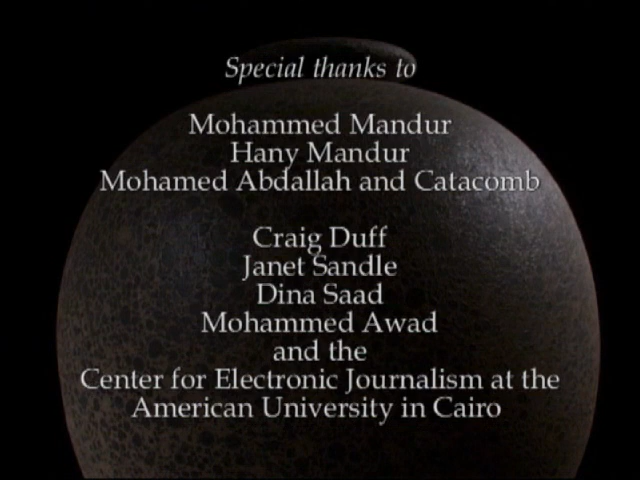 Special thanks to
Mohammed Mandur
Hany Mandur
Mohamed Abdallah and Catacomb
Craig Duff
Janet Sandle
Dina Saad
Mohammed Awad
and the
Center for Electronic Journalism at the
American University in Cairo